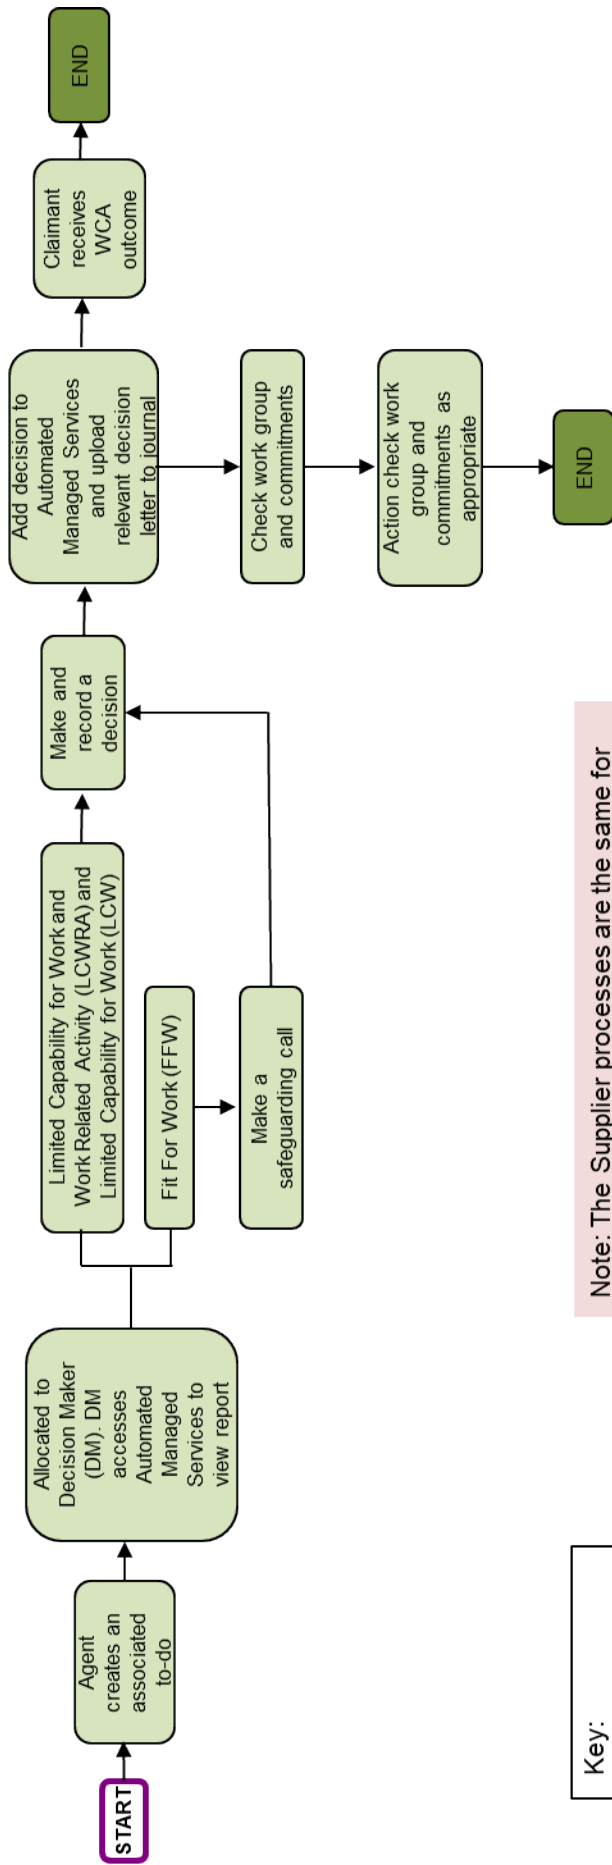 START
Agent
creates an
associated
to-do
Allocated to
Decision Maker
(DM). DM
accesses
Automated
Managed
Services to
view report
Limited Capability for Work and
Work Related Activity (LCWRA) and
Limited Capability for Work (LCW)
Fit For Work (FFW)
Make a
safeguarding call
Make and
record a
decision
Add decision to
Automated
Managed Services
and upload
relevant decision
letter to journal
Claimant
receives
WCA
outcome
END
Check work group
and commitments
Action check work
group and
commitments as
appropriate
END
Key:
Note: The Supplier processes are the same for